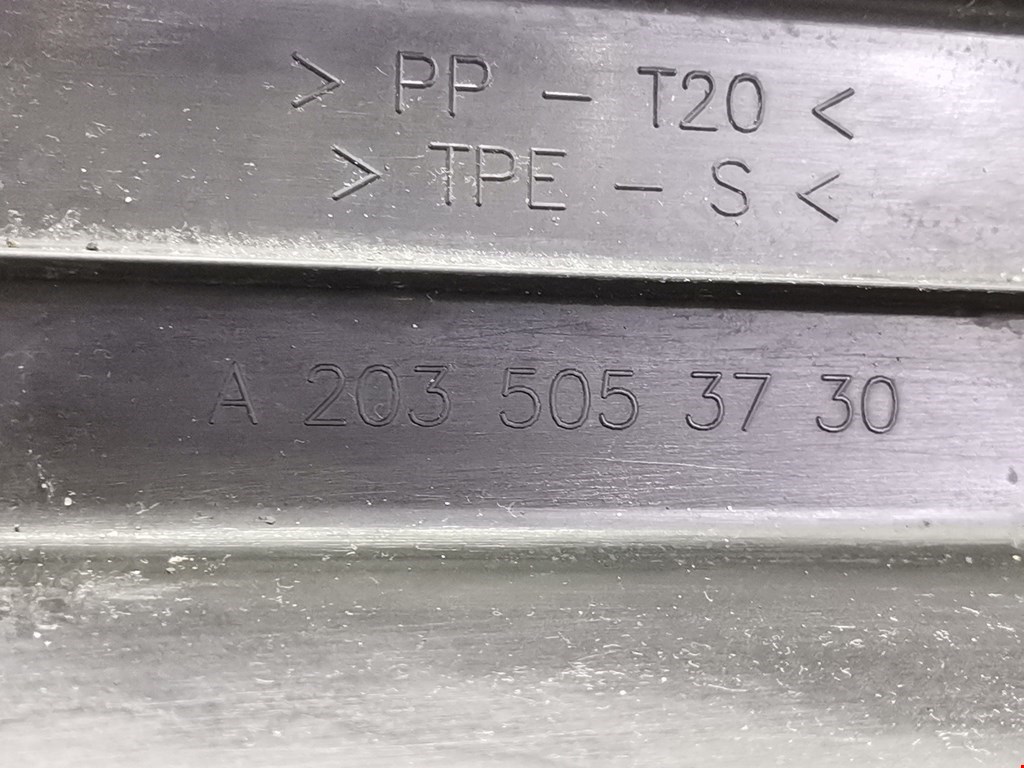 > PP - T20 <
> TPE - S <
A 203 505 37 30